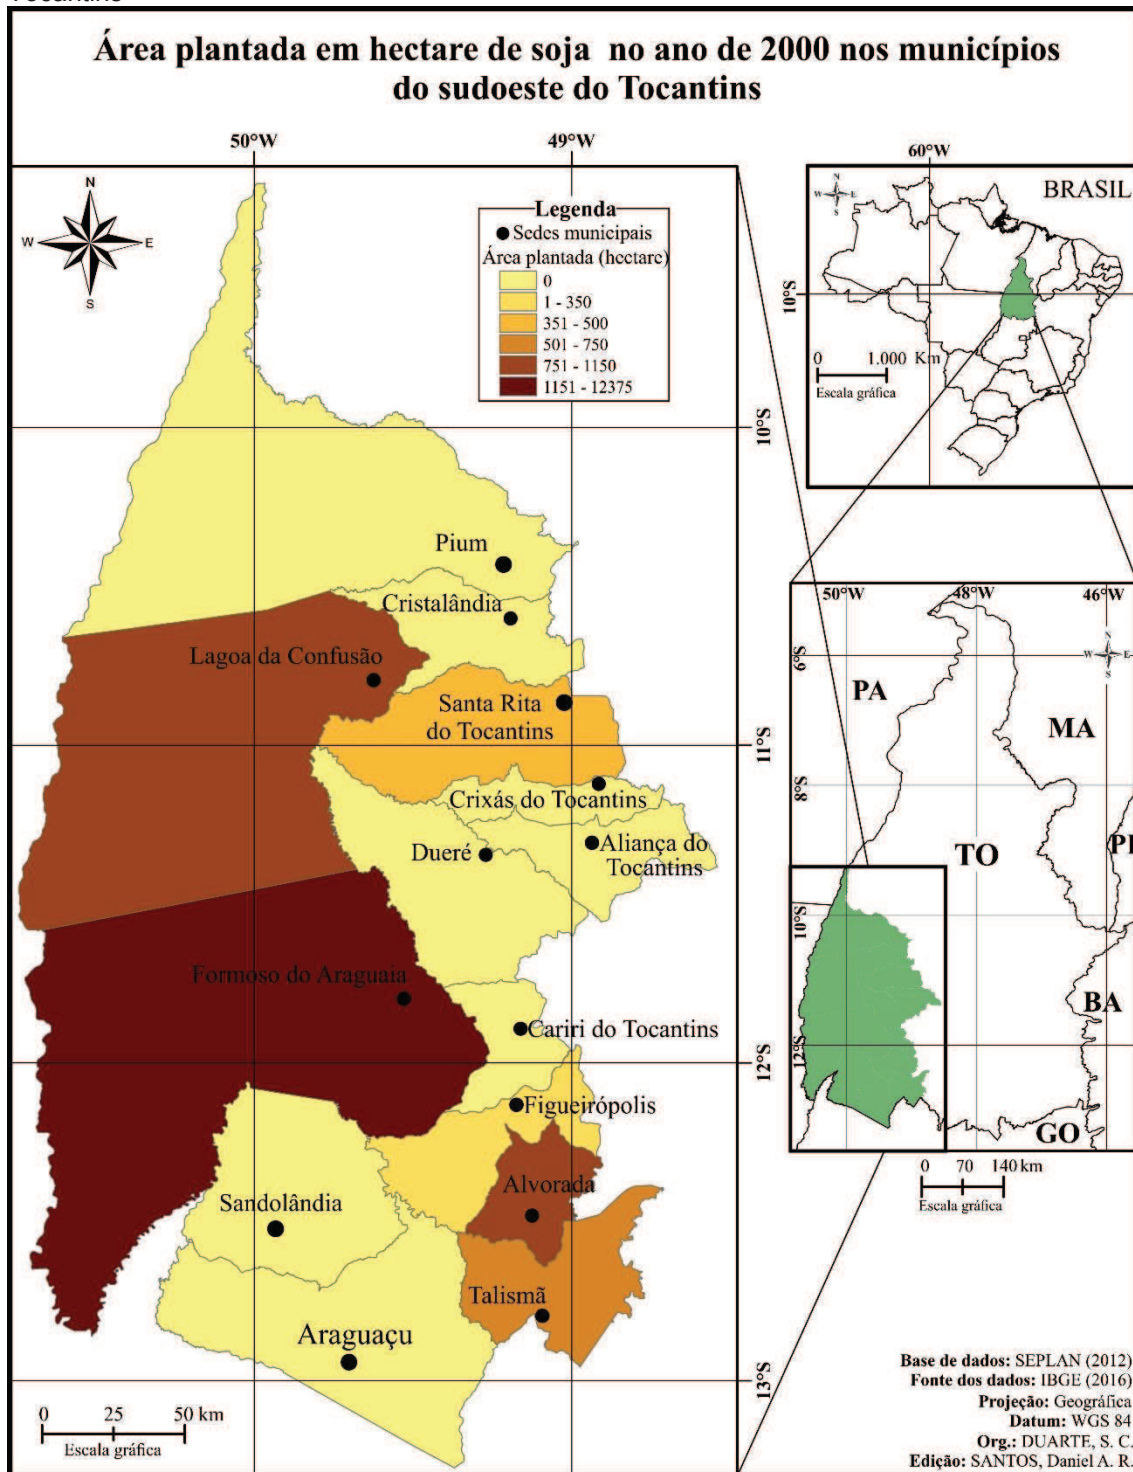 Tocantins
Área plantada em hectare de soja no ano de 2000 nos municípios
do sudoeste do Tocantins
50°W
49°W
60°W
N
W
E
S
Legenda
Sedes municipais
Área plantada (hectare)
0
1 - 350
351 - 500
501 - 750
751 - 1150
1151 - 12375
N
W
E
S
BRASIL
10°S
0
1.000 Km
Escala gráfica
10°S
Pium
Cristalândia
Lagoa da Confusão
Santa Rita
do Tocantins
11°S
Crixás do Tocantins
Dueré
Aliança do
Tocantins
Formoso do Araguaia
Cariri do Tocantins
12°S
Figueirópolis
Alvorada
Sandolândia
Talismã
Araguaçu
13°S
0
25
50 km
Escala gráfica
50°W
48°W
46°W
6°S
N
W
E
S
PA
MA
8°S
TO
10°S
BA
12°S
GO
0
70
140 km
Escala gráfica
Base de dados: SEPLAN (2012)
Fonte dos dados: IBGE (2016)
Projeção: Geográfica
Datum: WGS 84
Org.: DUARTE, S. C.
Edição: SANTOS, Daniel A. R.